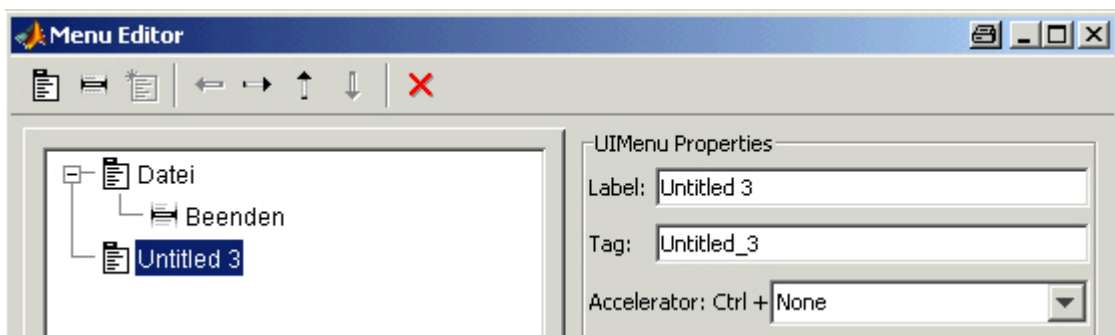 Menu Editor
UIMenu Properties
Datei
Label: Untitled 3
Beenden
Tag: Untitled_3
Untitled 3
Accelerator: Ctrl + None